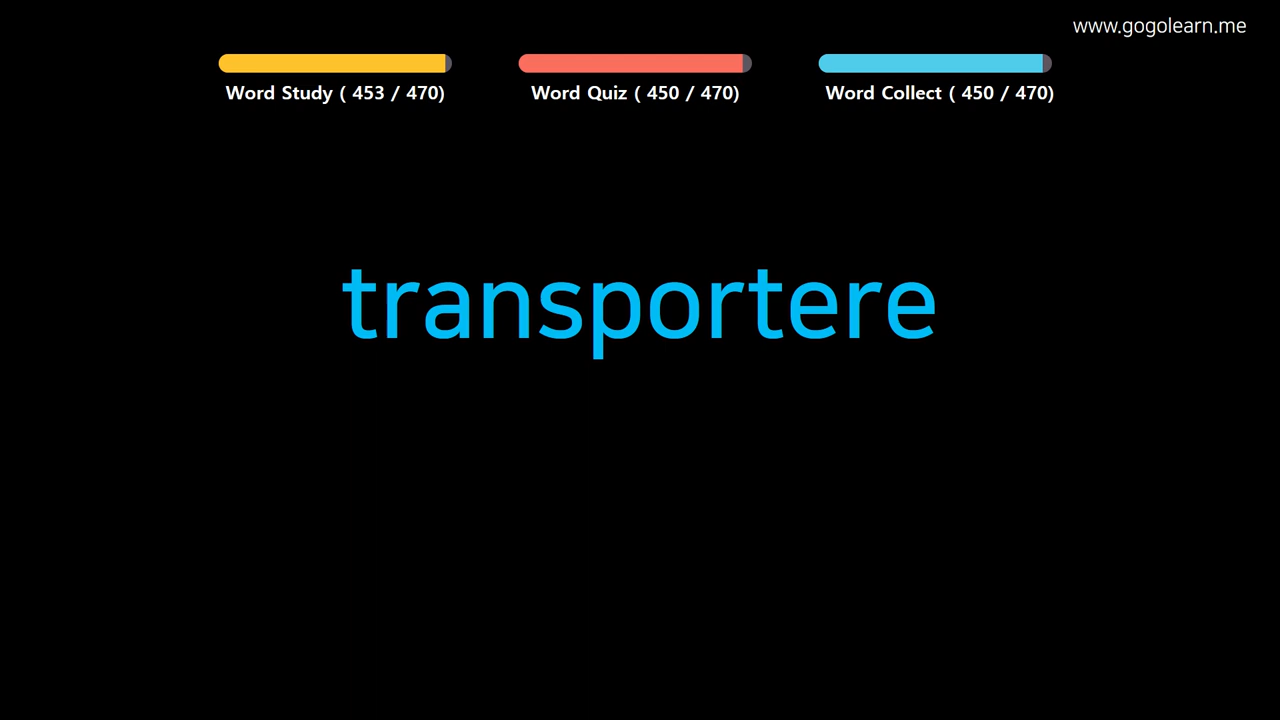 www.gogolearn.me
Word Study ( 453 / 470)
Word Quiz ( 450 / 470)
Word Collect ( 450 / 470)
transportere